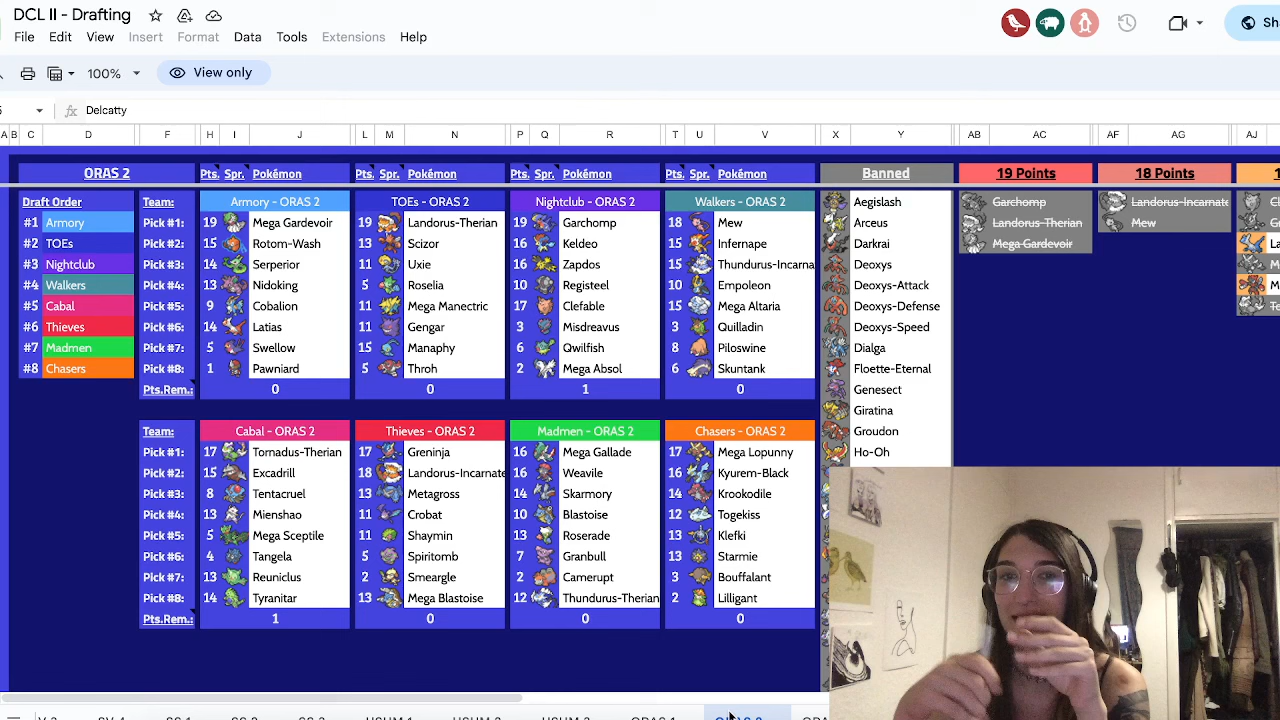 DCL II - Drafting
File Edit View Insert Format Data Tools Extensions Help
100% View only
Delcatty
A B C D F H I J L M N P Q R T U V X Y AB AC AF AG AJ
ORAS 2 Pts. Spr. Pokémon Pts. Spr. Pokémon Pts. Spr. Pokémon Pts. Spr. Pokémon Banned 19 Points 18 Points
Draft Order Team: Armory - ORAS 2 TOEs - ORAS 2 Nightclub - ORAS 2 Walkers - ORAS 2 Aegislash Garchomp Landorus-Incarnate
#1 Armory Pick #1: 19 Mega Gardevoir 19 Landorus-Therian 19 Garchomp 18 Mew Arceus Landorus-Therian Mew
#2 TOEs Pick #2: 15 Rotom-Wash 13 Scizor 16 Keldeo 15 Infernape Darkrai Mega Gardevoir
#3 Nightclub Pick #3: 14 Serperior 11 Uxie 16 Zapdos 15 Thundurus-Incarna Deoxys
#4 Walkers Pick #4: 13 Nidoking 5 Roselia 10 Registeel 10 Empoleon Deoxys-Attack
#5 Cabal Pick #5: 9 Cobalion 11 Mega Manectric 17 Clefable 15 Mega Altaria Deoxys-Defense
#6 Thieves Pick #6: 14 Latias 11 Gengar 3 Misdreavus 3 Quilladin Deoxys-Speed
#7 Madmen Pick #7: 5 Swellow 15 Manaphy 6 Qwilfish 8 Piloswine Dialga
#8 Chasers Pick #8: 1 Pawniard 5 Throh 2 Mega Absol 6 Skuntank Floette-Eternal
Pts.Rem.: 0 0 1 0 Genesect
Giratina
Team: Cabal - ORAS 2 Thieves - ORAS 2 Madmen - ORAS 2 Chasers - ORAS 2 Groudon
Pick #1: 17 Tornadus-Therian 17 Greninja 16 Mega Gallade 17 Mega Lopunny Ho-Oh
Pick #2: 15 Excadrill 18 Landorus-Incarnate 16 Weavile 16 Kyurem-Black
Pick #3: 8 Tentacruel 13 Metagross 14 Skarmory 14 Krookodile
Pick #4: 13 Mienshao 11 Crobat 10 Blastoise 12 Togekiss
Pick #5: 5 Mega Sceptile 11 Shaymin 13 Roserade 13 Klefki
Pick #6: 4 Tangela 5 Spiritomb 7 Granbull 13 Starmie
Pick #7: 13 Reuniclus 2 Smeargle 2 Camerupt 3 Bouffalant
Pick #8: 14 Tyranitar 13 Mega Blastoise 12 Thundurus-Therian 2 Lilligant
Pts.Rem.: 1 0 0 0